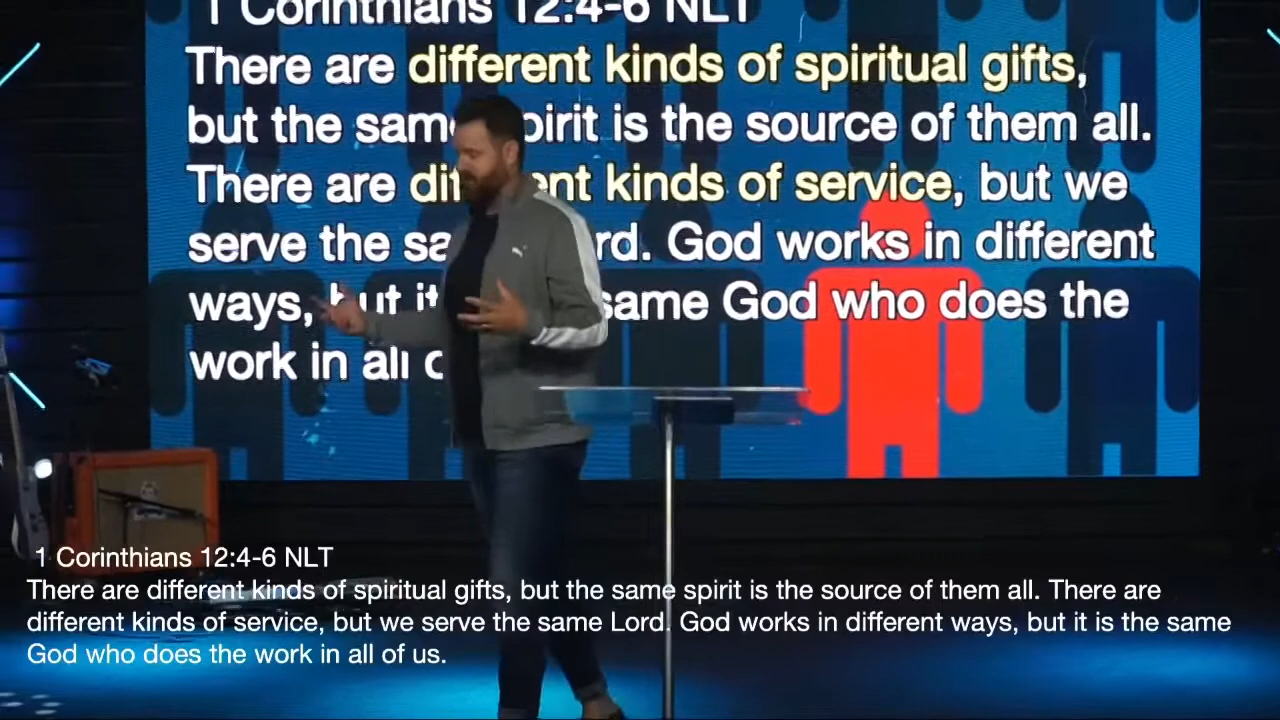 1 Corinthians 12:4-6 NLT
There are different kinds of spiritual gifts,
but the same spirit is the source of them all.
There are different kinds of service, but we
serve the sa rd. God works in different
ways, but it same God who does the
work in all o
1 Corinthians 12:4-6 NLT
There are different kinds of spiritual gifts, but the same spirit is the source of them all. There are
different kinds of service, but we serve the same Lord. God works in different ways, but it is the same
God who does the work in all of us.